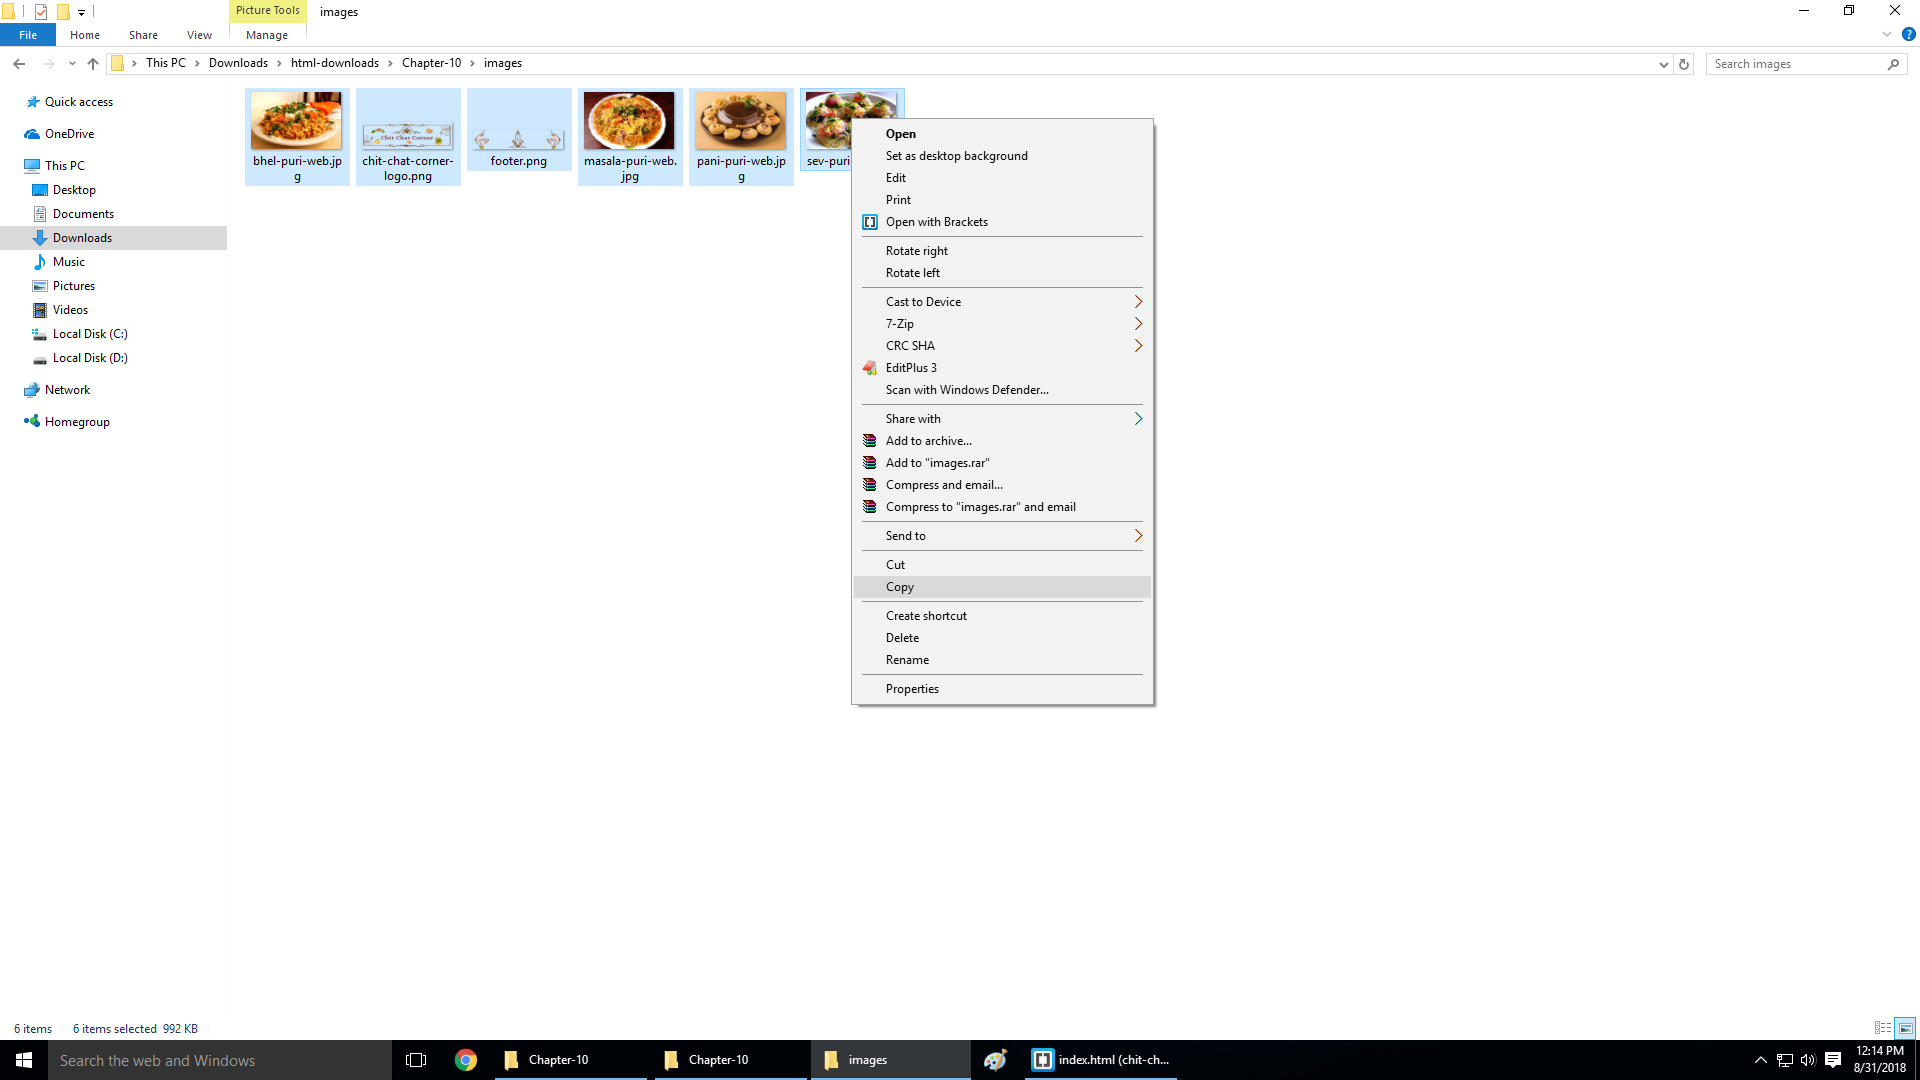 Picture Tools
images
File
Home
Share
View
Manage
This PC
Downloads
html-downloads
Chapter-10
images
Search images
Quick access
OneDrive
This PC
Desktop
Documents
Downloads
Music
Pictures
Videos
Local Disk (C:)
Local Disk (D:)
Network
Homegroup
Chit Chat Corner
bhel-puri-web.jp
g
chit-chat-corner-
logo.png
footer.png
masala-puri-web.
jpg
pani-puri-web.jp
g
sev-puri
Open
Set as desktop background
Edit
Print
Open with Brackets
Rotate right
Rotate left
Cast to Device
7-Zip
CRC SHA
EditPlus 3
Scan with Windows Defender...
Share with
Add to archive...
Add to "images.rar"
Compress and email...
Compress to "images.rar" and email
Send to
Cut
Copy
Create shortcut
Delete
Rename
Properties
6 items
6 items selected 992 KB
Search the web and Windows
Chapter-10
Chapter-10
images
index.html (chit-ch...
12:14 PM
8/31/2018